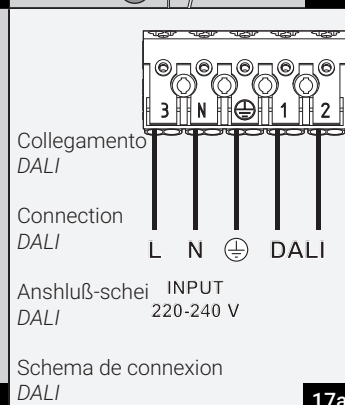 3 N 1 2
Collegamento
DALI
Connection
DALI
L N DALI
Anshluß-schei INPUT
DALI 220-240 V
Schema de connexion
DALI
17a